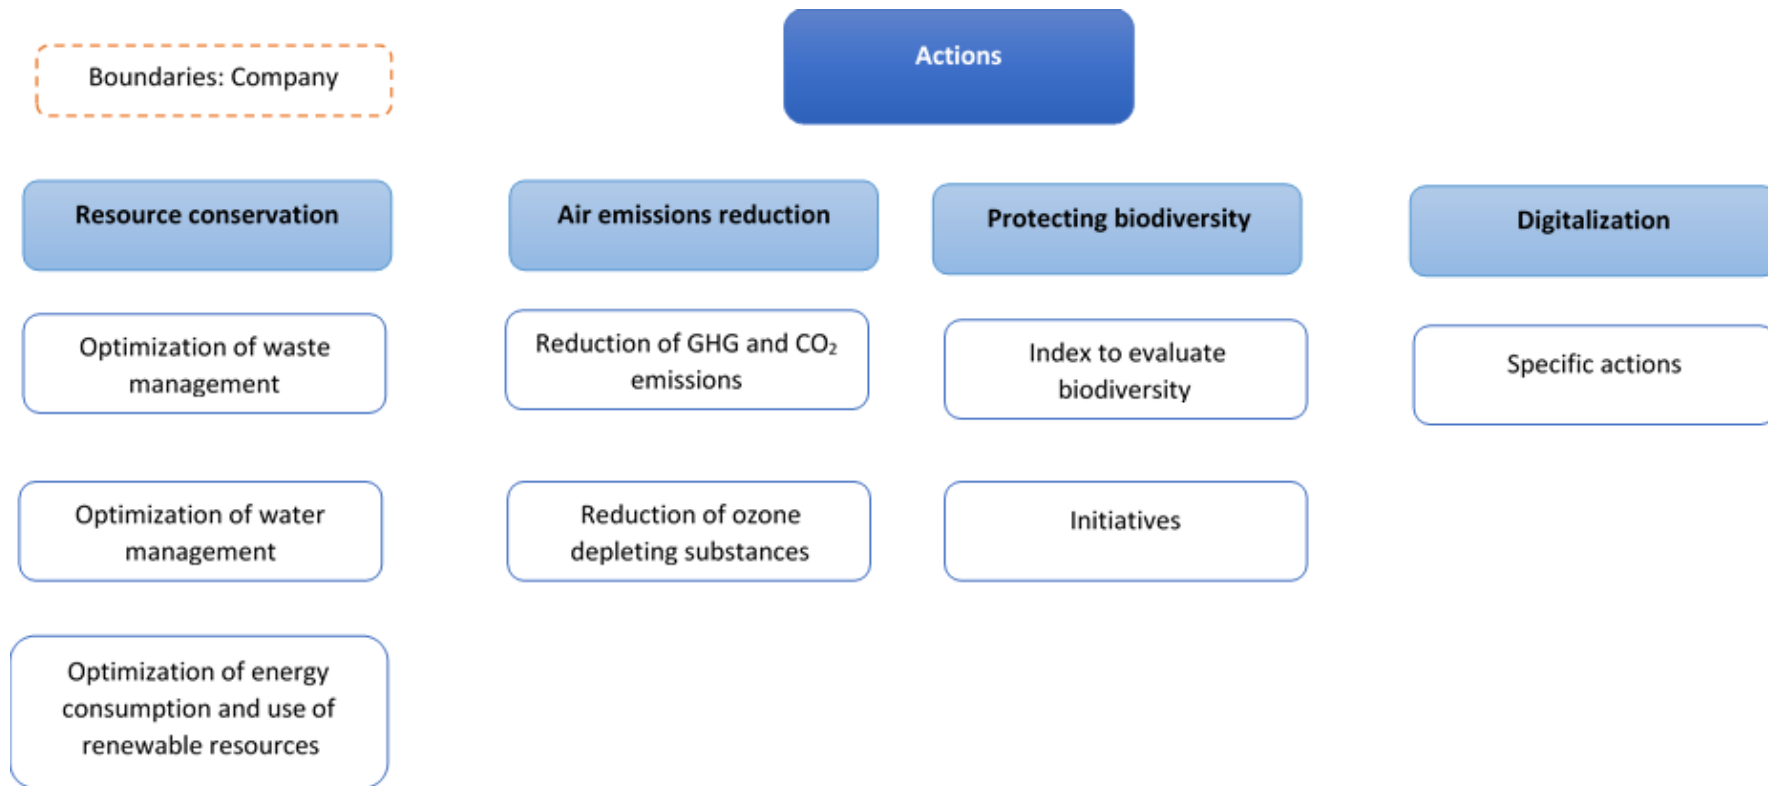 Boundaries: Company
Actions
Resource conservation
Air emissions reduction
Protecting biodiversity
Digitalization
Optimization of waste
management
Reduction of GHG and CO₂
emissions
Index to evaluate
biodiversity
Specific actions
Optimization of water
management
Reduction of ozone
depleting substances
Initiatives
Optimization of energy
consumption and use of
renewable resources